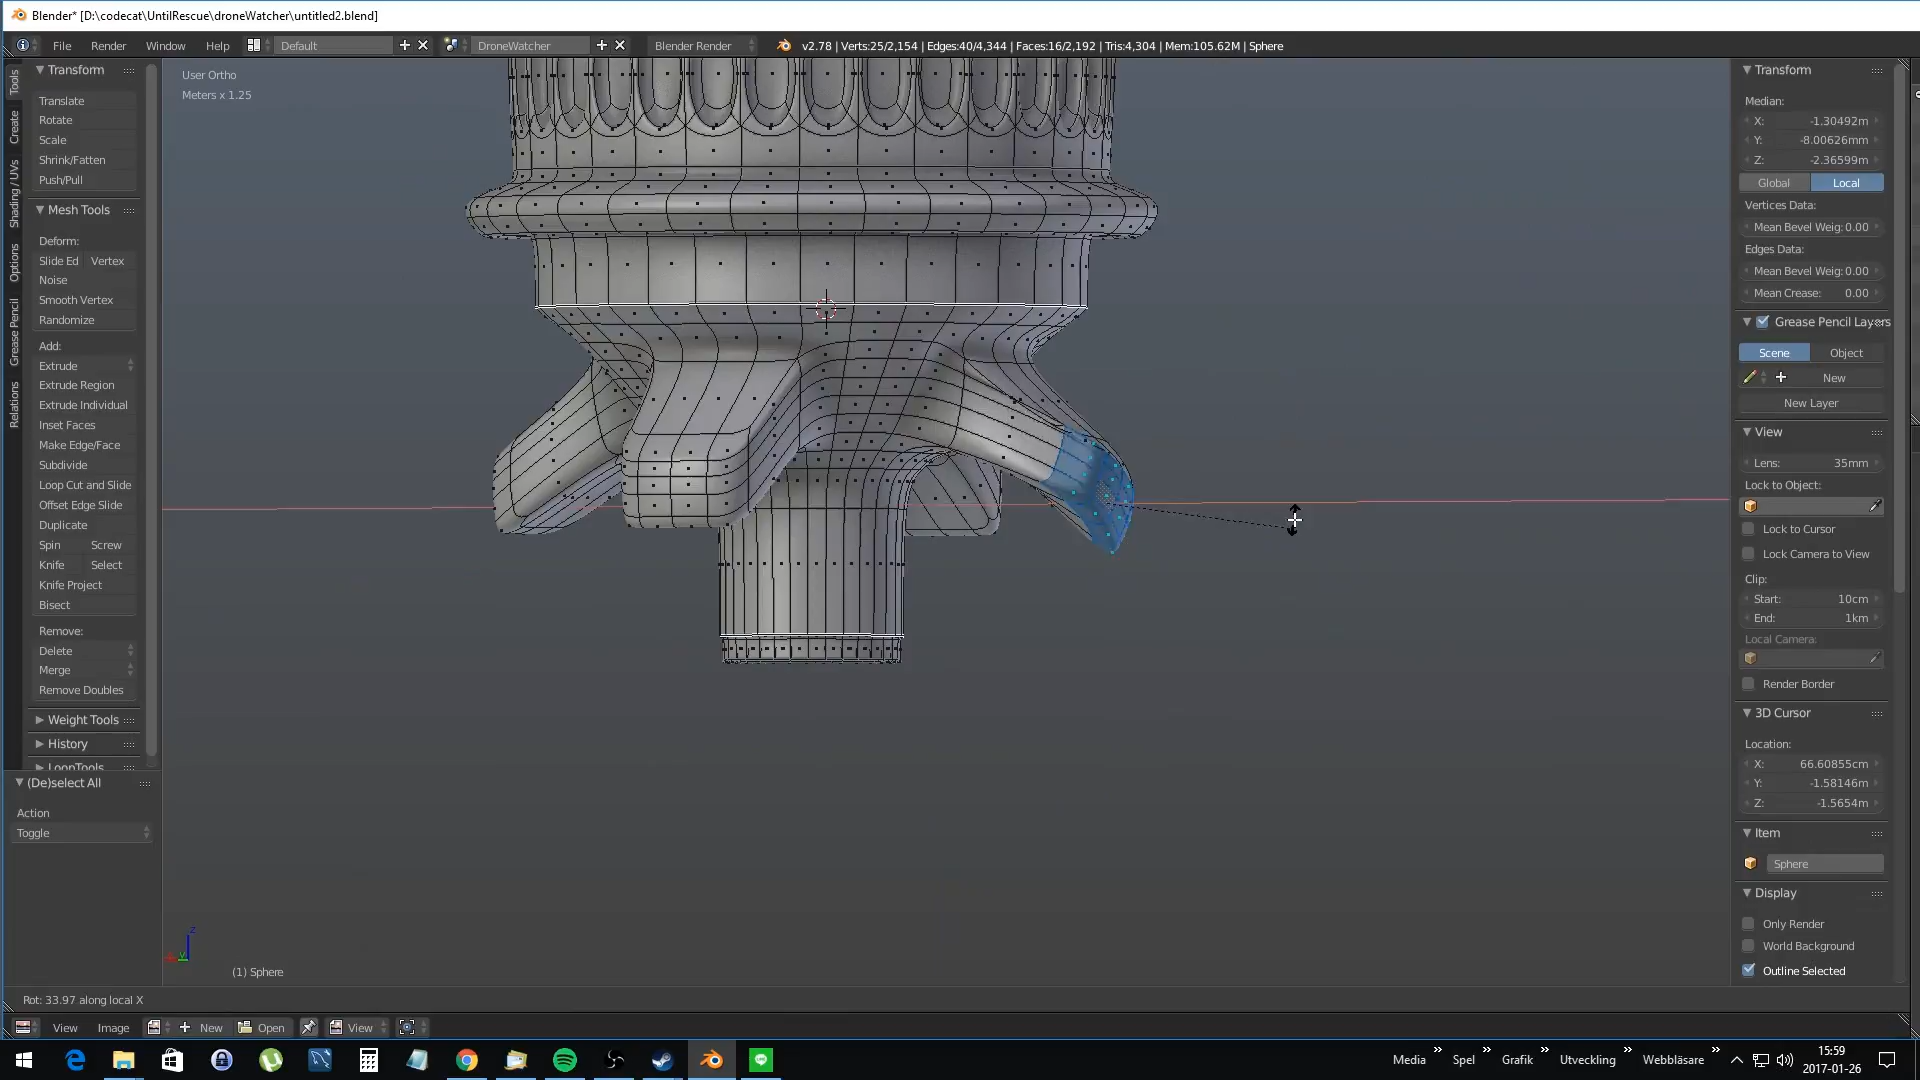 Blender* [D:\codecat\UntilRescue\droneWatcher\untitled2.blend]
File Render Window Help Default DroneWatcher Blender Render v2.78 | Verts:25/2,154 | Edges:40/4,344 | Faces:16/2,192 | Tris:4,304 | Mem:105.62M | Sphere
Tools
Create
Shading / UVs
Options
Grease Pencil
Relations
Transform
Translate
Rotate
Scale
Shrink/Fatten
Push/Pull
Mesh Tools
Deform:
Slide Ed Vertex
Noise
Smooth Vertex
Randomize
Add:
Extrude
Extrude Region
Extrude Individual
Inset Faces
Make Edge/Face
Subdivide
Loop Cut and Slide
Offset Edge Slide
Duplicate
Spin Screw
Knife Select
Knife Project
Bisect
Remove:
Delete
Merge
Remove Doubles
Weight Tools
History
LoopTools
(De)select All
Action
Toggle
User Ortho
Meters x 1.25
z
y
(1) Sphere
Transform
Median:
X: -1.30492m
Y: -8.00626mm
Z: -2.36599m
Global Local
Vertices Data:
Mean Bevel Weig: 0.00
Edges Data:
Mean Bevel Weig: 0.00
Mean Crease: 0.00
Grease Pencil Layers
Scene Object
New
New Layer
View
Lens: 35mm
Lock to Object:
Lock to Cursor
Lock Camera to View
Clip:
Start: 10cm
End: 1km
Local Camera:
Render Border
3D Cursor
Location:
X: 66.60855cm
Y: -1.58146m
Z: -1.5654m
Item
Sphere
Display
Only Render
World Background
Outline Selected
Rot: 33.97 along local X
View Image New Open View
Media Spel Grafik Utveckling Webbläsare
15:59
2017-01-26